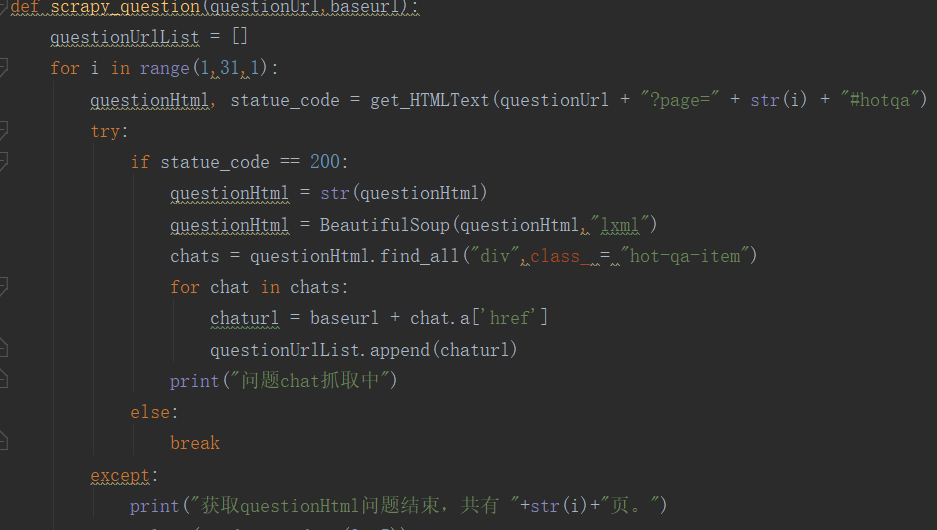 def scrapy_question(questionUrl,baseurl):
    questionUrlList = []
    for i in range(1,31,1):
        questionHtml, statue_code = get_HTMLText(questionUrl + "?page=" + str(i) + "#hotqa")
        try:
            if statue_code == 200:
                questionHtml = str(questionHtml)
                questionHtml = BeautifulSoup(questionHtml,"lxml")
                chats = questionHtml.find_all("div",class_ = "hot-qa-item")
                for chat in chats:
                    chaturl = baseurl + chat.a['href']
                    questionUrlList.append(chaturl)
                print("问题chat抓取中")
            else:
                break
        except:
            print("获取questionHtml问题结束，共有 "+str(i)+"页。")